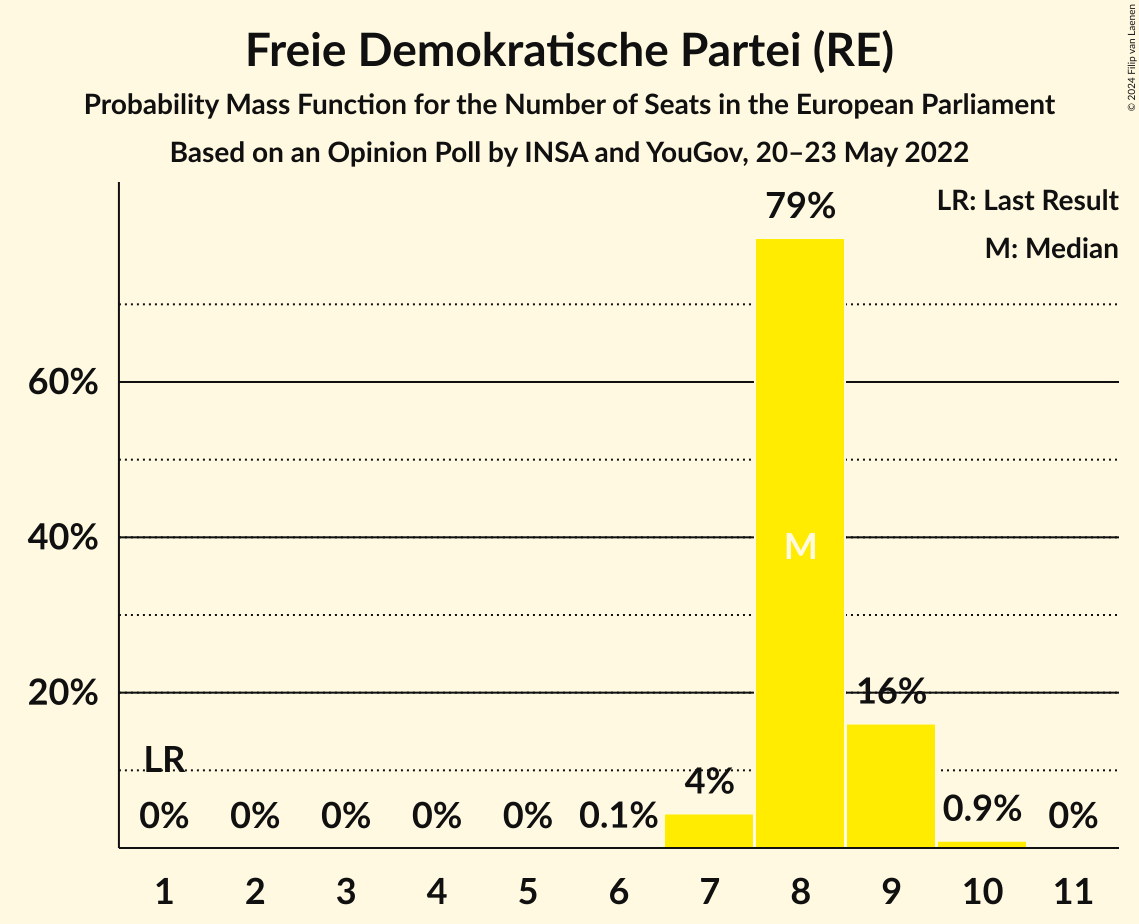 Freie Demokratische Partei (RE)
Probability Mass Function for the Number of Seats in the European Parliament
Based on an Opinion Poll by INSA and YouGov, 20–23 May 2022
© 2024 Filip van Laenen
LR: Last Result
M: Median
79%
60%
40%
M
20%
16%
LR
4%
0% 0% 0% 0% 0% 0.1% 0.9% 0%
1 2 3 4 5 6 7 8 9 10 11